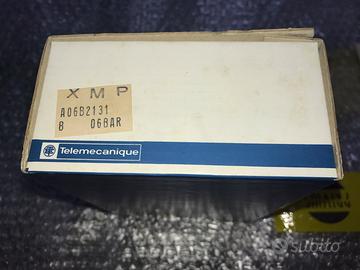 XMP
A06B2131
B 06BAR
Telemecanique
subito